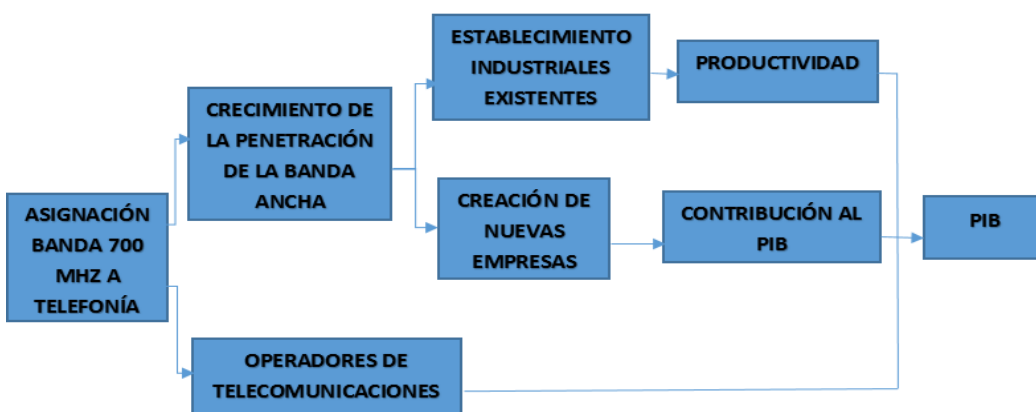 ASIGNACIÓN
BANDA 700
MHZ A
TELEFONÍA
CRECIMIENTO DE
LA PENETRACIÓN
DE LA BANDA
ANCHA
ESTABLECIMIENTO
INDUSTRIALES
EXISTENTES
PRODUCTIVIDAD
CREACIÓN DE
NUEVAS
EMPRESAS
CONTRIBUCIÓN AL
PIB
PIB
OPERADORES DE
TELECOMUNICACIONES